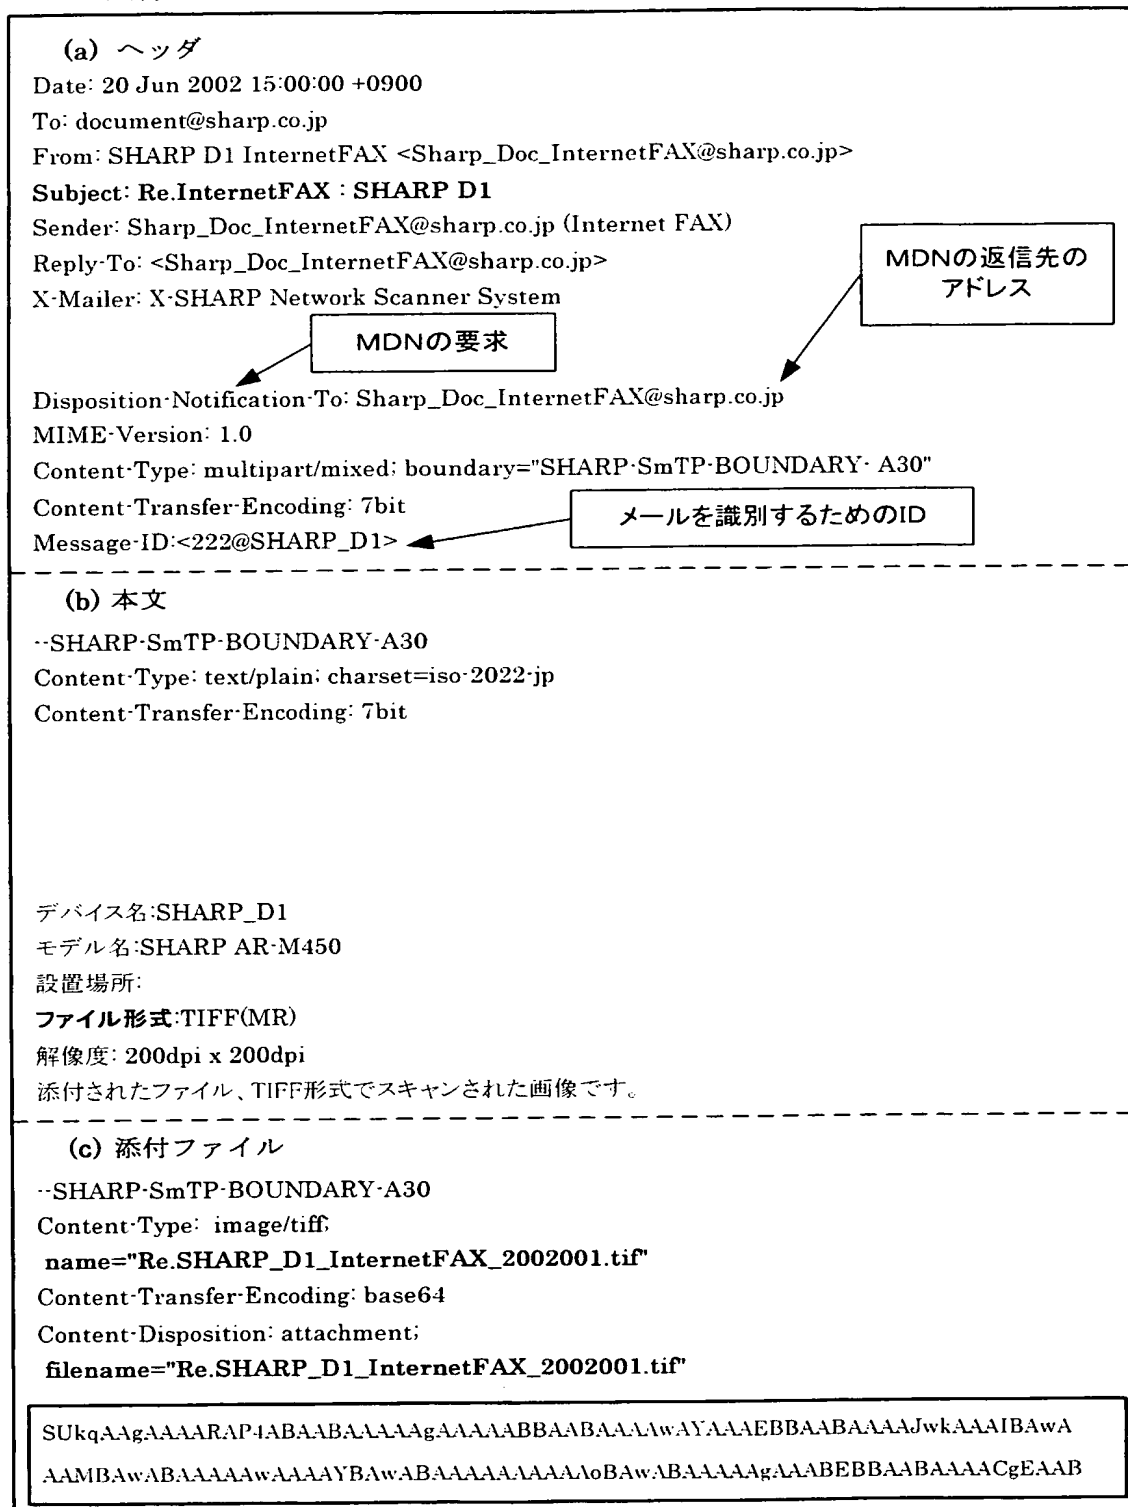 (a) ヘッダ
Date: 20 Jun 2002 15:00:00 +0900
To: document@sharp.co.jp
From: SHARP D1 InternetFAX <Sharp_Doc_InternetFAX@sharp.co.jp>
Subject: Re.InternetFAX : SHARP D1
Sender: Sharp_Doc_InternetFAX@sharp.co.jp (Internet FAX)
Reply-To: <Sharp_Doc_InternetFAX@sharp.co.jp>
X-Mailer: X-SHARP Network Scanner System
MDNの返信先の
アドレス
MDNの要求
Disposition-Notification-To: Sharp_Doc_InternetFAX@sharp.co.jp
MIME-Version: 1.0
Content-Type: multipart/mixed; boundary="SHARP-SmTP-BOUNDARY- A30"
Content-Transfer-Encoding: 7bit
メールを識別するためのID
Message-ID:<222@SHARP_D1>
(b) 本文
--SHARP-SmTP-BOUNDARY-A30
Content-Type: text/plain; charset=iso-2022-jp
Content-Transfer-Encoding: 7bit
デバイス名:SHARP_D1
モデル名:SHARP AR-M450
設置場所:
ファイル形式:TIFF(MR)
解像度: 200dpi x 200dpi
添付されたファイル、TIFF形式でスキャンされた画像です。
(c) 添付ファイル
--SHARP-SmTP-BOUNDARY-A30
Content-Type: image/tiff;
name="Re.SHARP_D1_InternetFAX_2002001.tif"
Content-Transfer-Encoding: base64
Content-Disposition: attachment;
filename="Re.SHARP_D1_InternetFAX_2002001.tif"
SUkqAAgAAAARAP4ABAABAAAAAgAAAAABBAABAAAAwAYAAAEBBAABAAAAJwkAAAIBAwA
AAMBAwABAAAAAwAAAAYBAwABAAAAAAAAAAoBAwABAAAAAgAAABEBBAABAAAACgEAAB